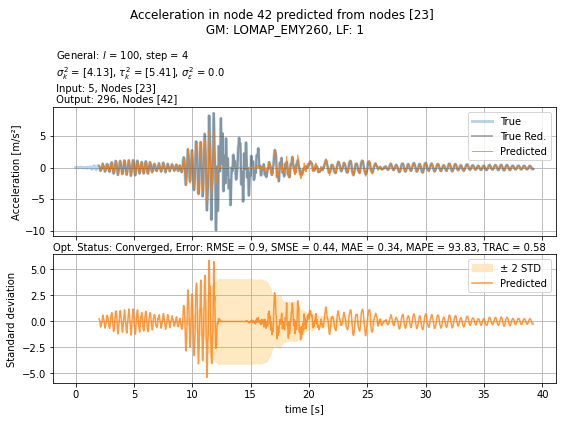 Acceleration in node 42 predicted from nodes [23]
GM: LOMAP_EMY260, LF: 1
General: l = 100, step = 4
σ²ₖ = [4.13], τ²ₖ = [5.41], σ²ε = 0.0
Input: 5, Nodes [23]
Output: 296, Nodes [42]
True
True Red.
Predicted
Acceleration [m/s²]
5
0
−5
−10
Opt. Status: Converged, Error: RMSE = 0.9, SMSE = 0.44, MAE = 0.34, MAPE = 93.83, TRAC = 0.58
± 2 STD
Predicted
Standard deviation
5.0
2.5
0.0
−2.5
−5.0
0 5 10 15 20 25 30 35 40
time [s]